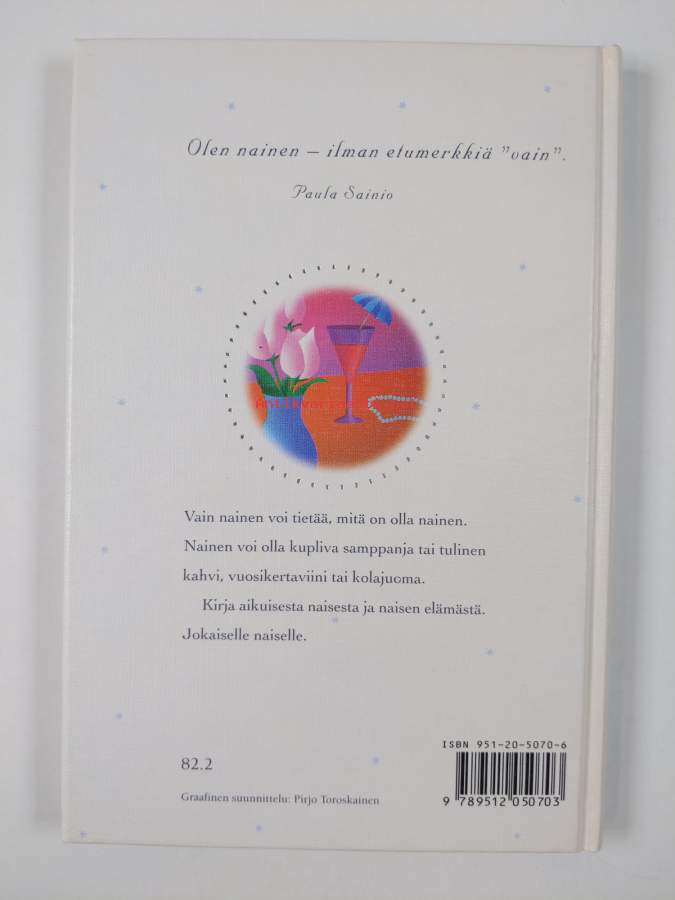 Olen nainen – ilman etumerkkiä "vain".
Paula Sainio
Vain nainen voi tietää, mitä on olla nainen.
Nainen voi olla kupliva samppanja tai tulinen
kahvi, vuosikertaviini tai kolajuoma.
Kirja aikuisesta naisesta ja naisen elämästä.
Jokaiselle naiselle.
82.2
Graafinen suunnittelu: Pirjo Toroskainen
ISBN 951-20-5070-6
9 789512 050703